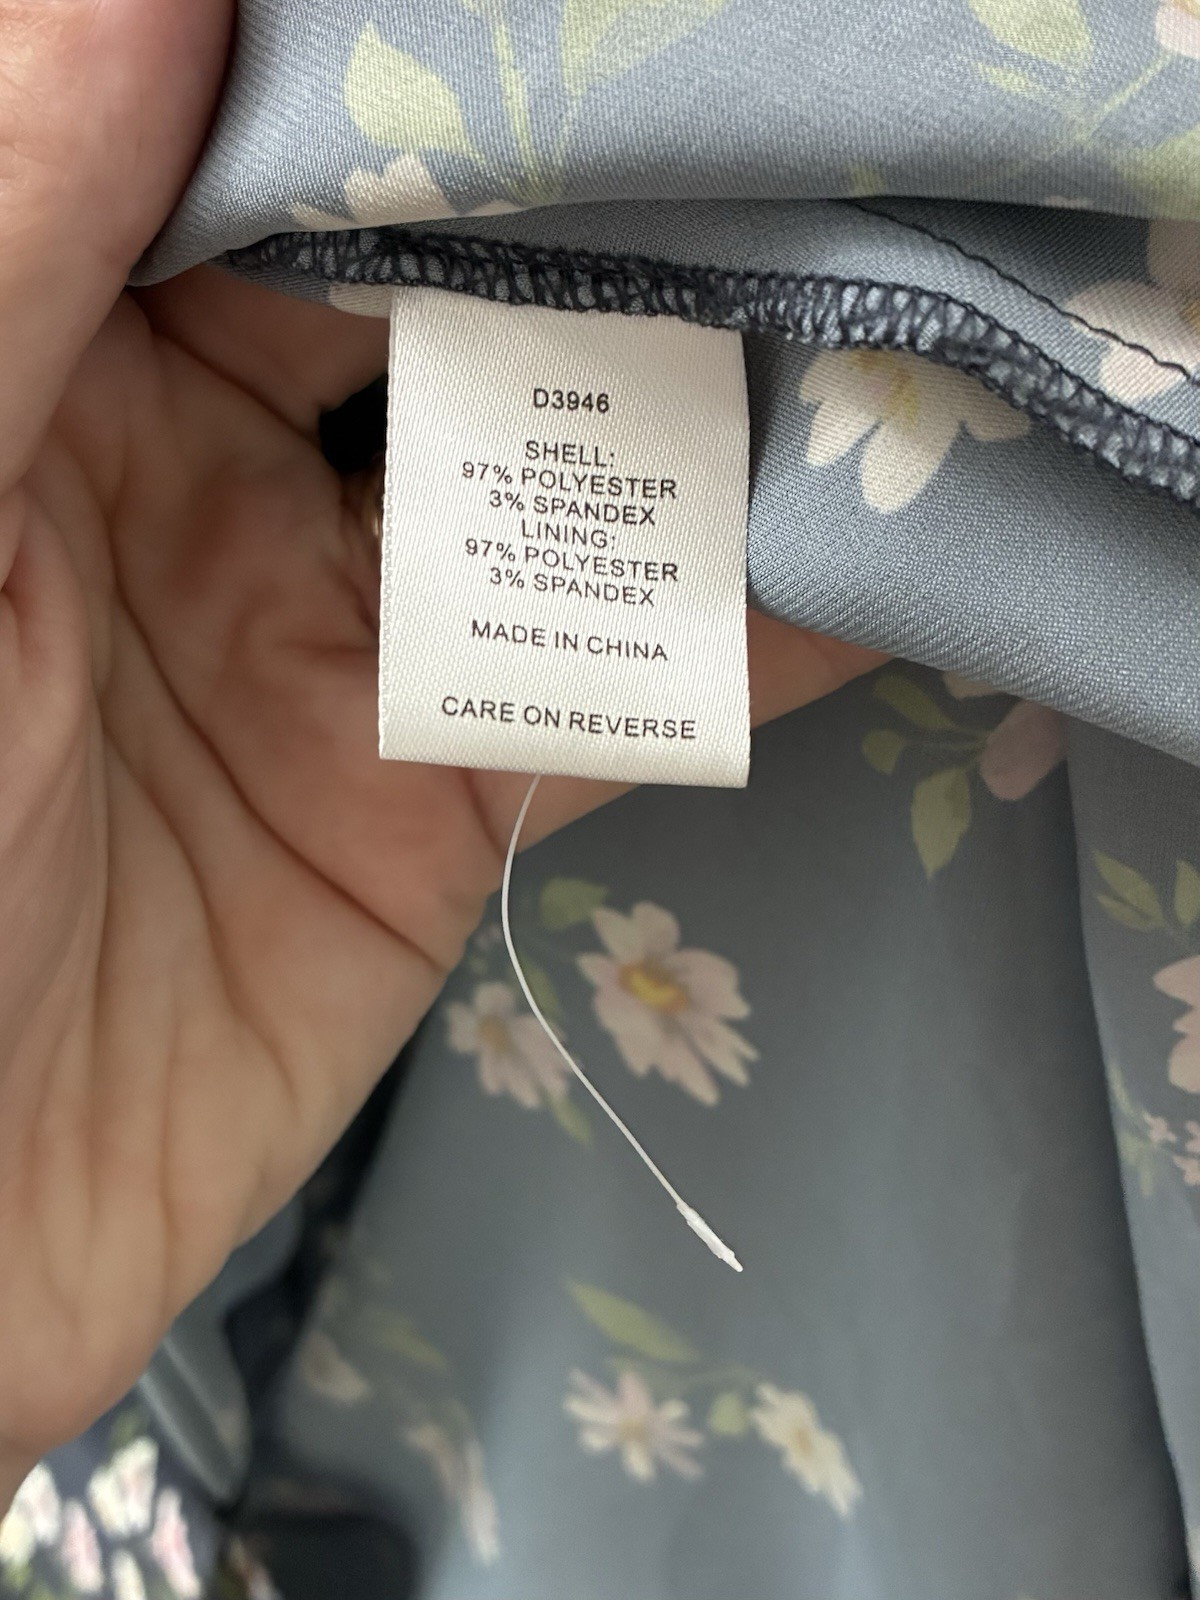 D3946
SHELL:
97% POLYESTER
3% SPANDEX
LINING:
97% POLYESTER
3% SPANDEX
MADE IN CHINA
CARE ON REVERSE